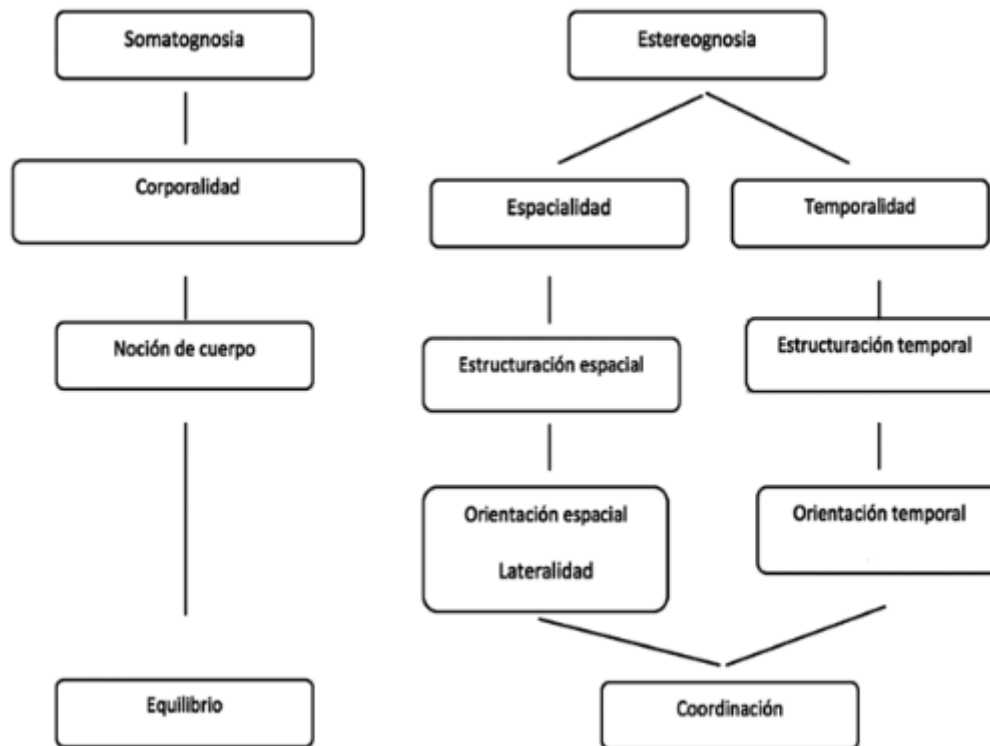 Somatognosia
Estereognosia
Corporalidad
Espacialidad
Temporalidad
Noción de cuerpo
Estructuración espacial
Estructuración temporal
Orientación espacial
Lateralidad
Orientación temporal
Equilibrio
Coordinación